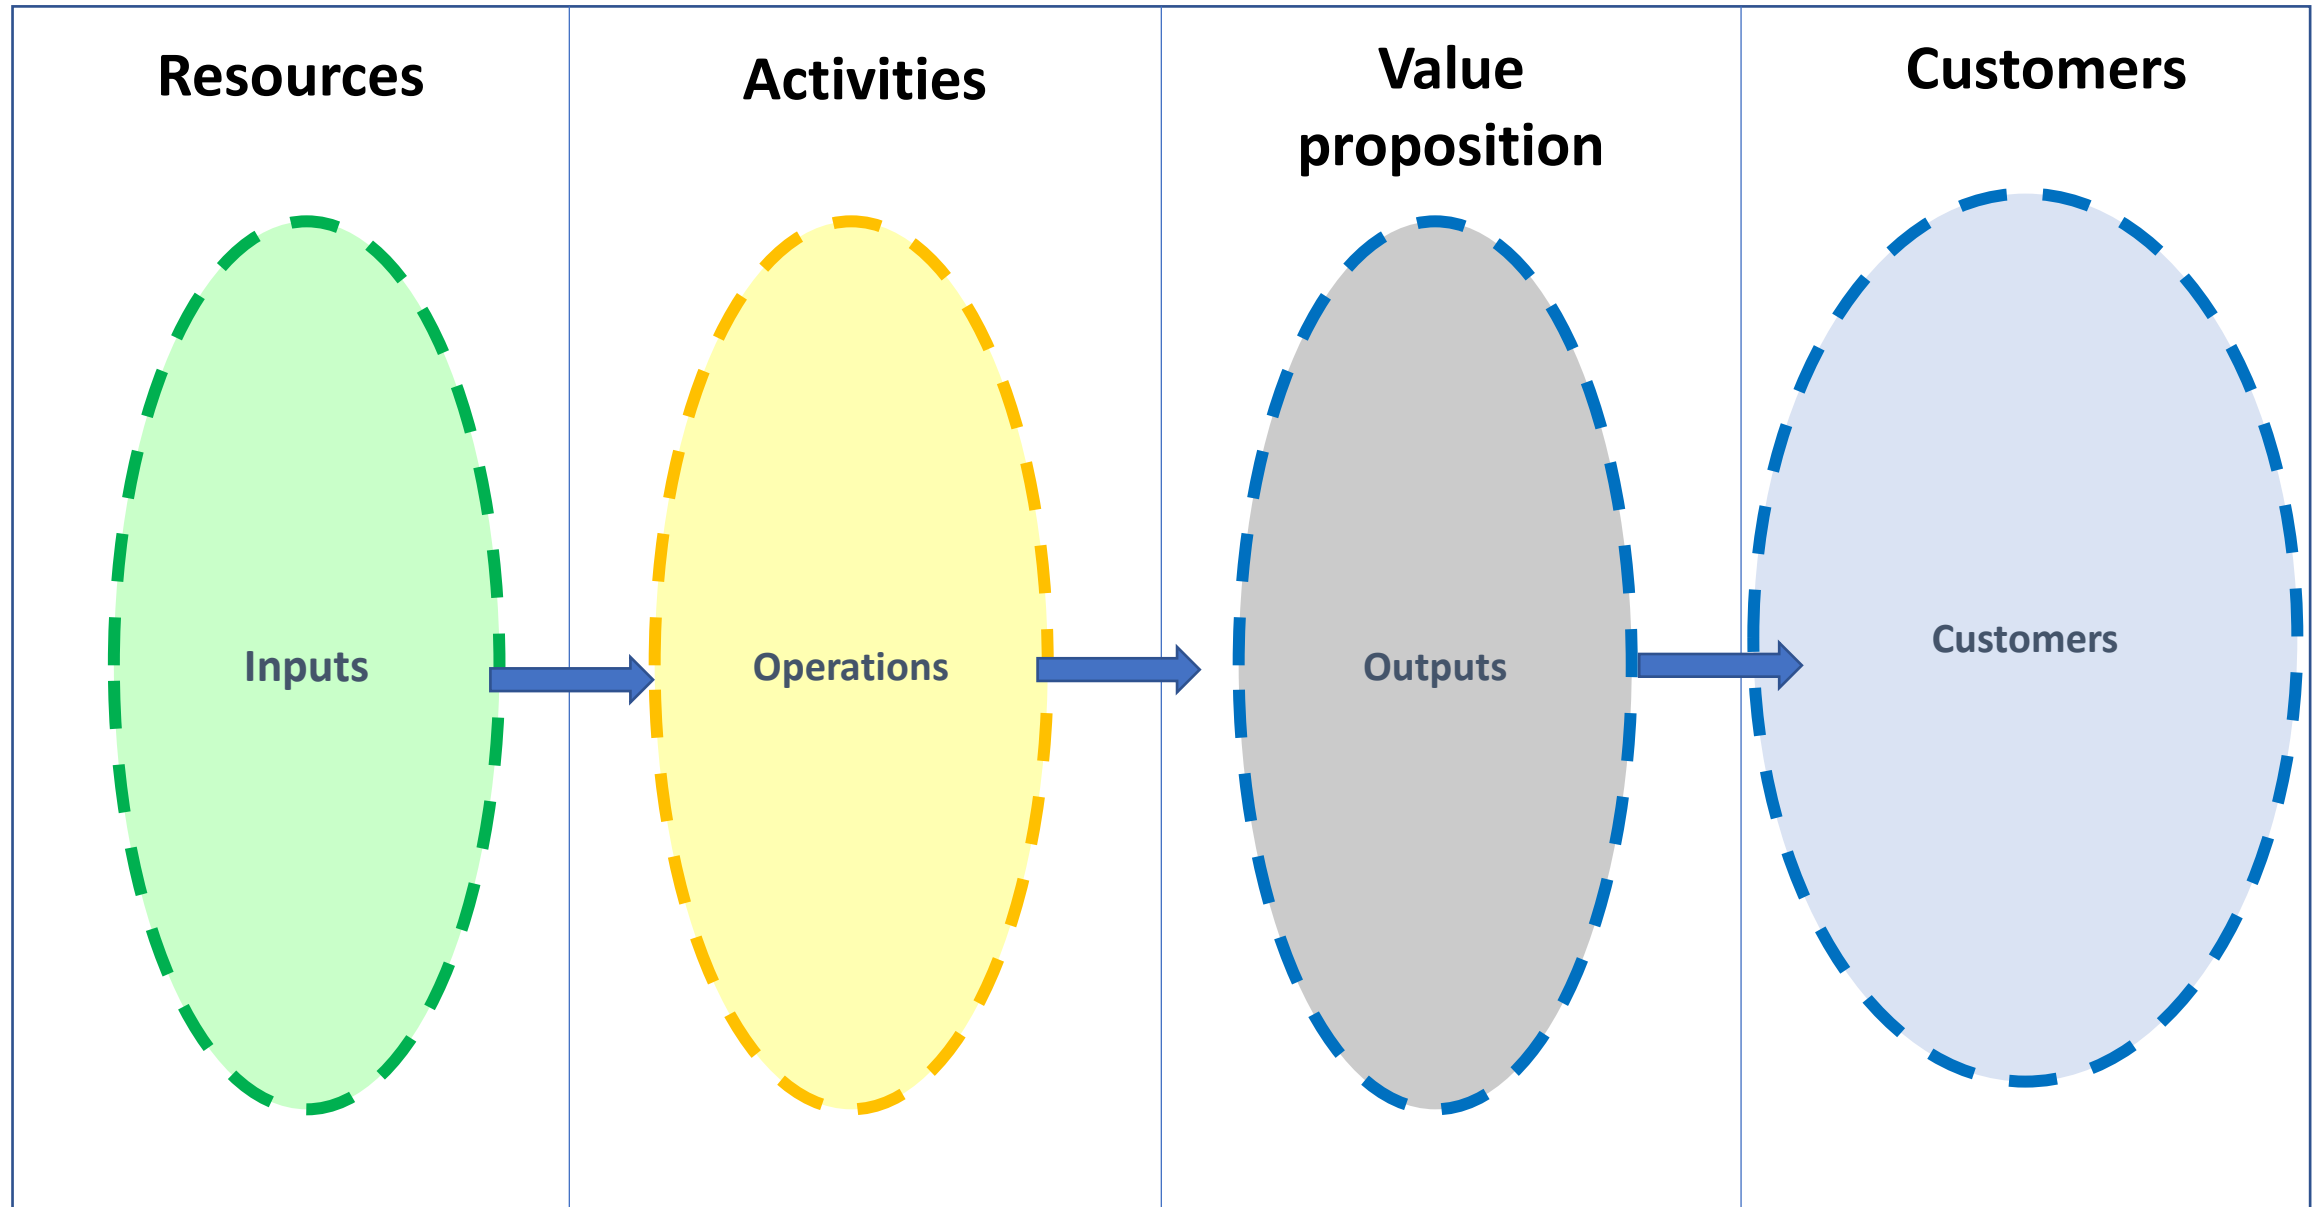 Resources
Activities
Value
proposition
Customers
Inputs
Operations
Outputs
Customers